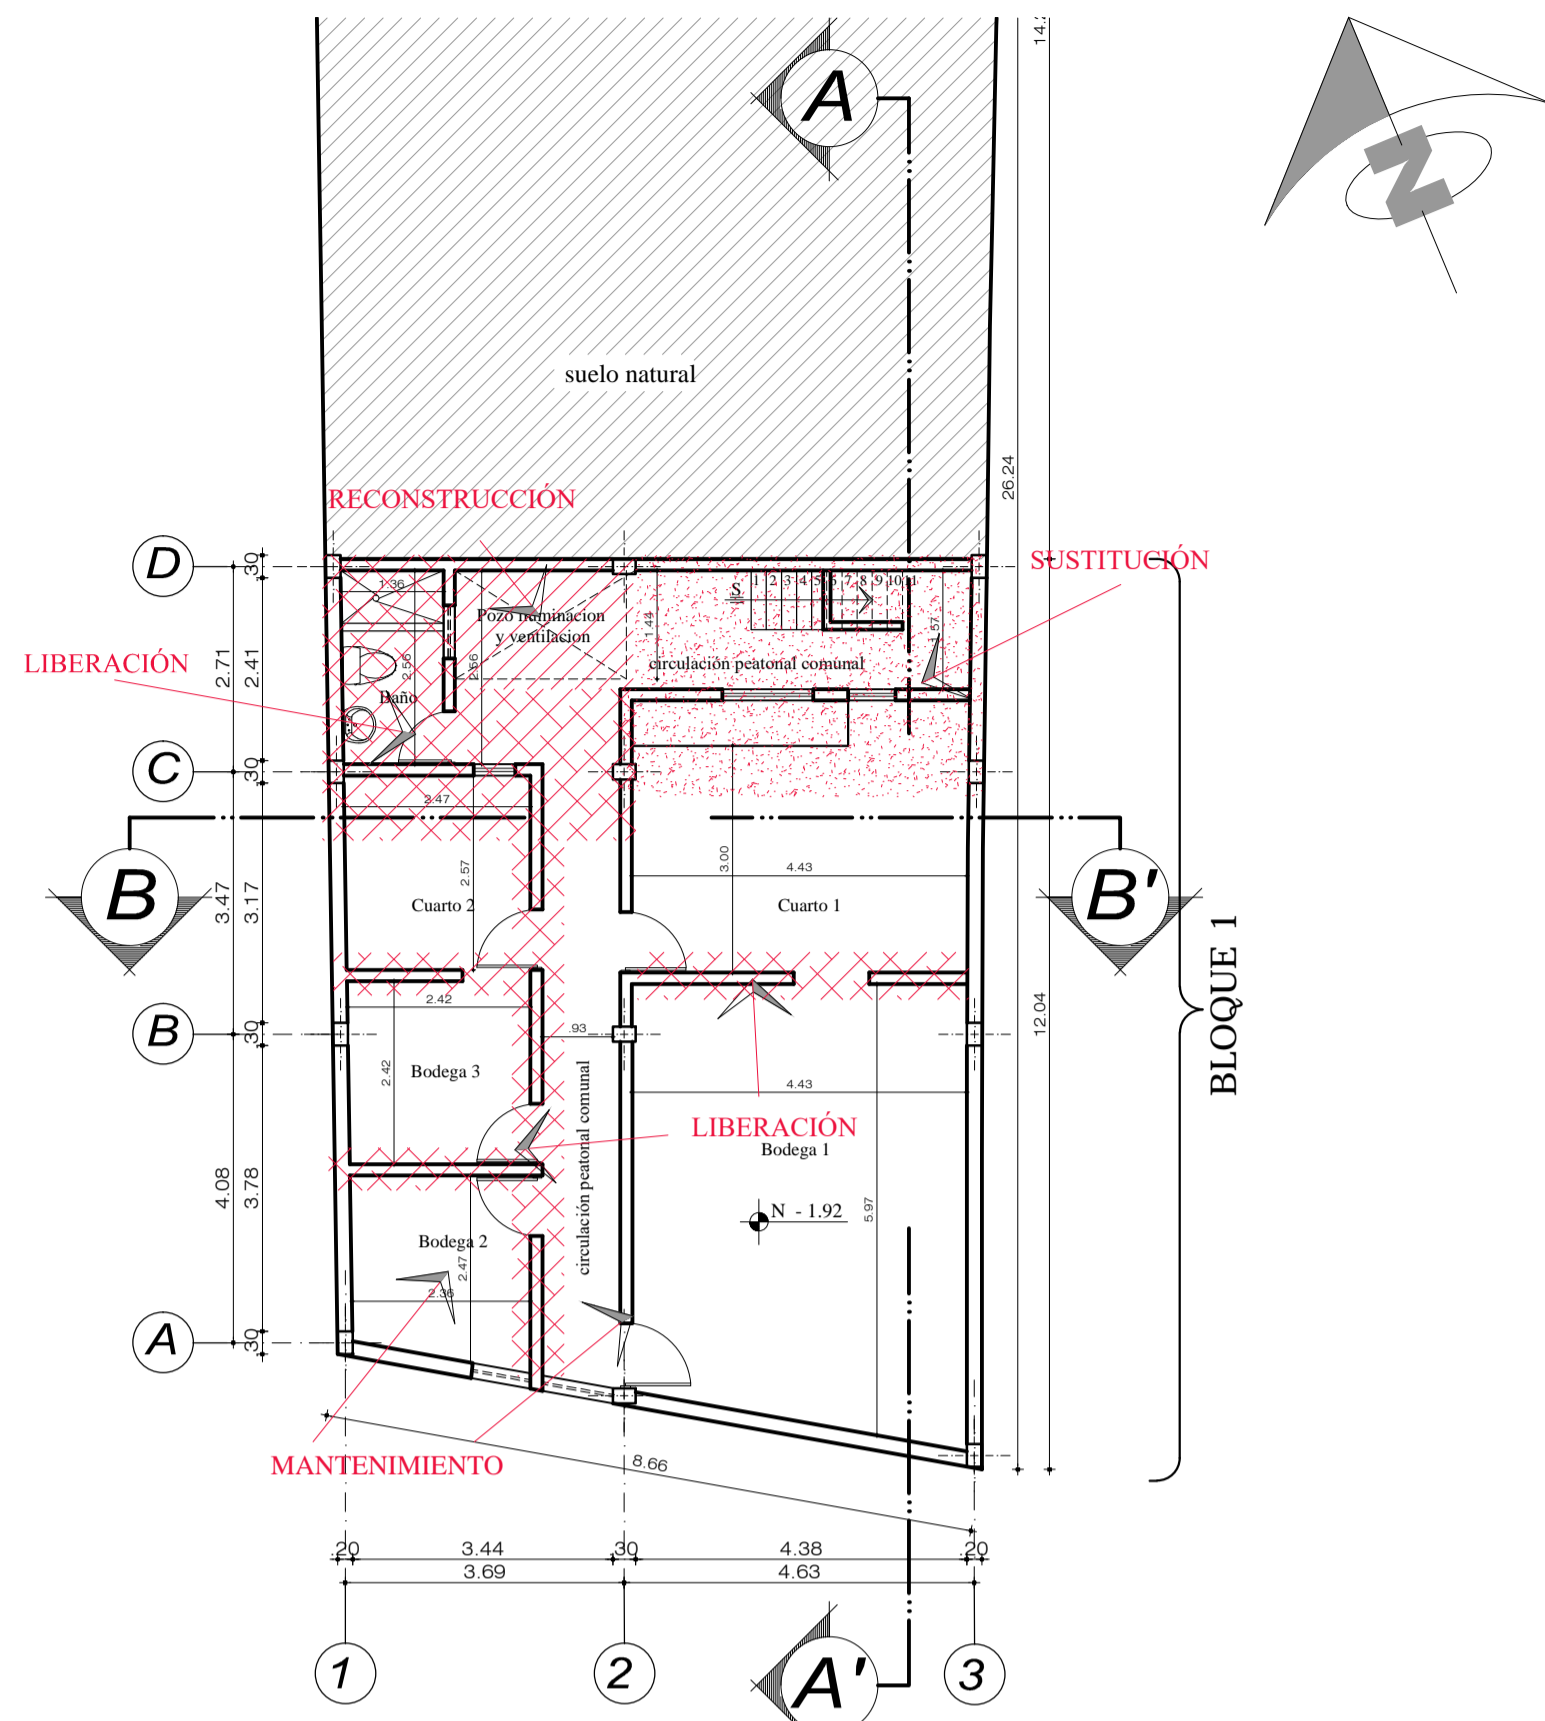 A
14.2
N
suelo natural
26.24
RECONSTRUCCIÓN
SUSTITUCIÓN
D
.30
1.36
1 2 3 4 5 6 7 8 9 10 11
S
Pozo iluminacion
y ventilacion
1.44
1.57
LIBERACIÓN
2.71
2.41
2.56
2.66
circulación peatonal comunal
Baño
C
.30
2.47
B
3.47
3.17
2.57
3.00
4.43
B'
Cuarto 2
Cuarto 1
BLOQUE 1
2.42
B
.30
.93
12.04
2.42
Bodega 3
4.43
circulación peatonal comunal
LIBERACIÓN
Bodega 1
4.08
3.78
N - 1.92
5.97
Bodega 2
2.47
2.36
A
.30
MANTENIMIENTO
8.66
.20
3.44
.30
4.38
.20
3.69
4.63
1
2
3
A'